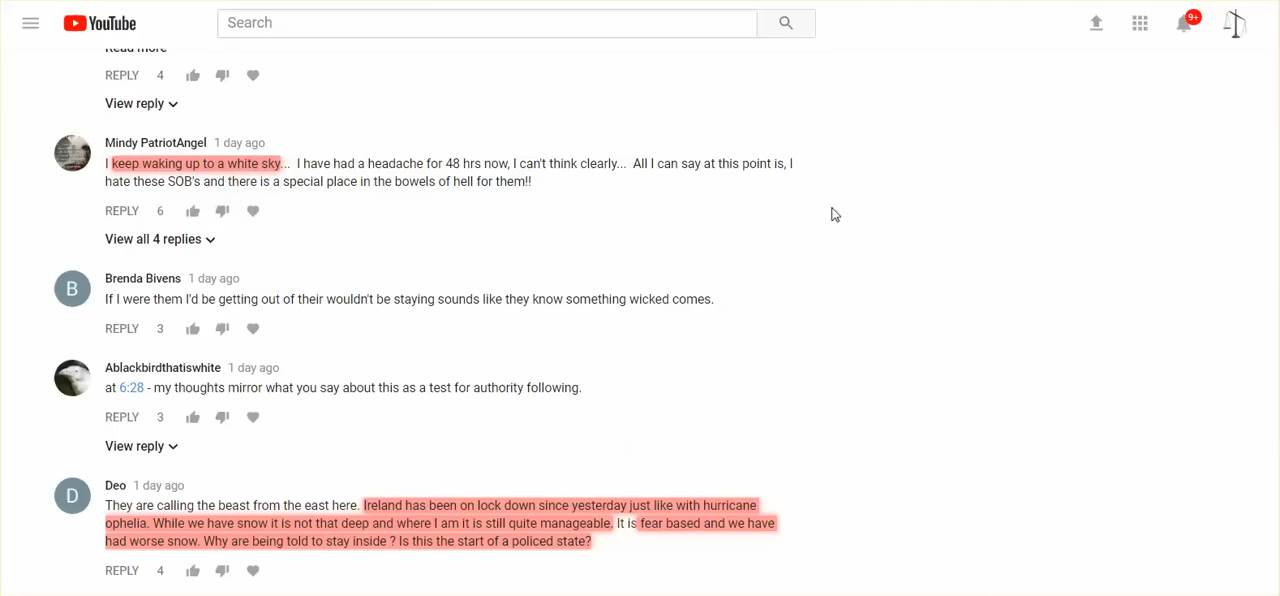 YouTube
Search
9+
Read more
REPLY 4
View reply
Mindy PatriotAngel 1 day ago
I keep waking up to a white sky... I have had a headache for 48 hrs now, I can't think clearly... All I can say at this point is, I
hate these SOB's and there is a special place in the bowels of hell for them!!
REPLY 6
View all 4 replies
B
Brenda Bivens 1 day ago
If I were them I'd be getting out of their wouldn't be staying sounds like they know something wicked comes.
REPLY 3
Ablackbirdthatiswhite 1 day ago
at 6:28 - my thoughts mirror what you say about this as a test for authority following.
REPLY 3
View reply
D
Deo 1 day ago
They are calling the beast from the east here. Ireland has been on lock down since yesterday just like with hurricane
ophelia. While we have snow it is not that deep and where I am it is still quite manageable. It is fear based and we have
had worse snow. Why are being told to stay inside ? Is this the start of a policed state?
REPLY 4